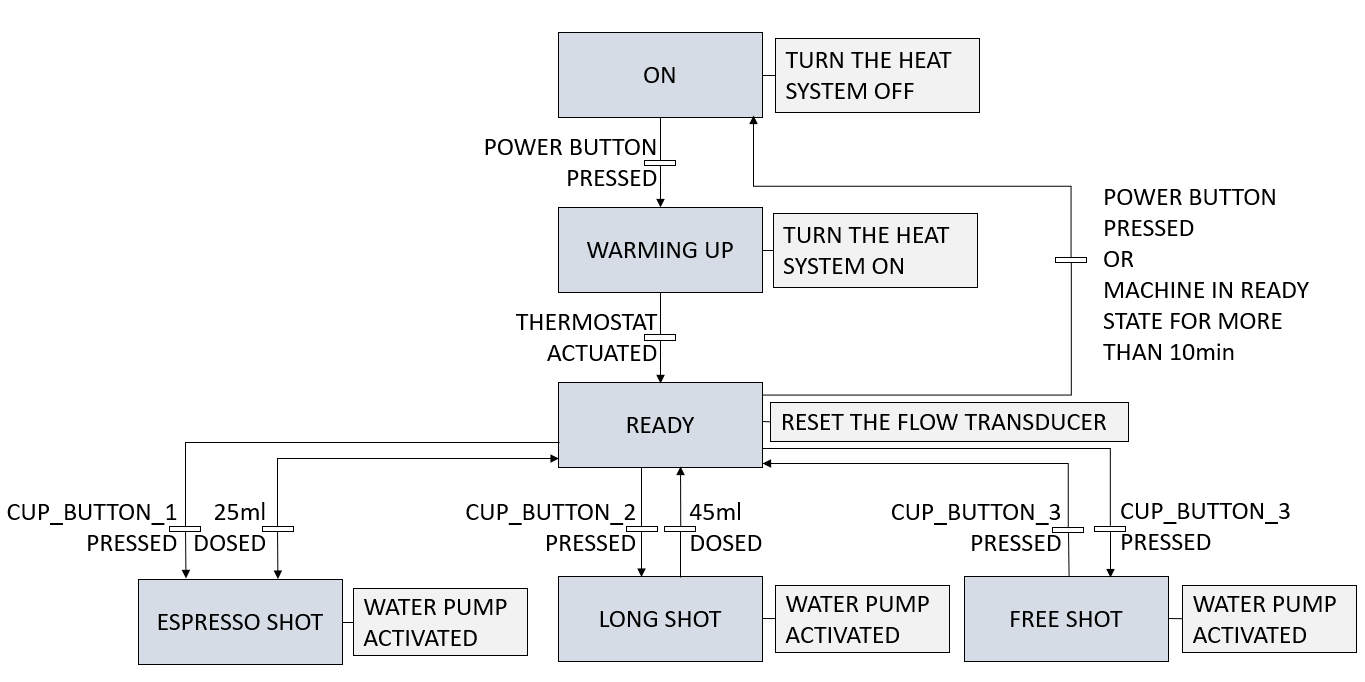 ON
TURN THE HEAT
SYSTEM OFF
POWER BUTTON
PRESSED
POWER BUTTON
PRESSED
OR
MACHINE IN READY
STATE FOR MORE
THAN 10min
WARMING UP
TURN THE HEAT
SYSTEM ON
THERMOSTAT
ACTUATED
READY
RESET THE FLOW TRANSDUCER
CUP_BUTTON_1
PRESSED
25ml
DOSED
CUP_BUTTON_2
PRESSED
45ml
DOSED
CUP_BUTTON_3
PRESSED
CUP_BUTTON_3
PRESSED
ESPRESSO SHOT
WATER PUMP
ACTIVATED
LONG SHOT
WATER PUMP
ACTIVATED
FREE SHOT
WATER PUMP
ACTIVATED